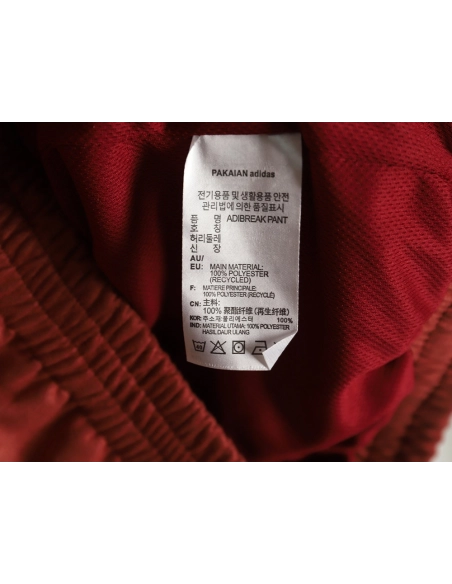 PAKAIAN adidas
전기용품 및 생활용품 안전
관리법에의한 품질표시
품 명 ADIBREAK PANT
호 칭
허리둘레
신 장
AU/
EU: MAIN MATERIAL:
100% POLYESTER
(RECYCLED)
F: MATIERE PRINCIPALE:
100% POLYESTER (RECYCLÉ)
CN: 主料:
100% 聚酯纤维 (再生纤维)
KOR: 주소재:폴리에스터 100%
IND: MATERIAL UTAMA: 100% POLYESTER
HASIL DAUR ULANG